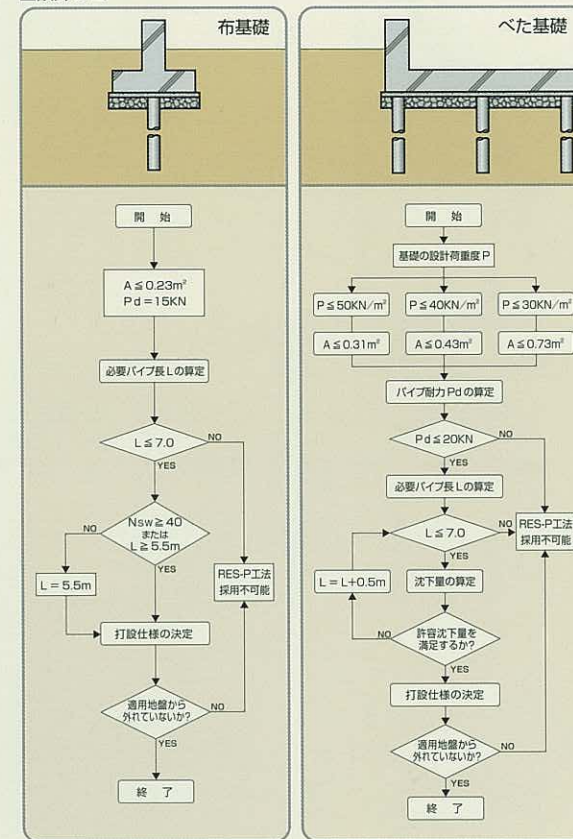 布基礎
開 始
A≦0.23m²
Pd=15KN
必要パイプ長Lの算定
L≦7.0
NO
YES
Nsw≧40
または
L≧5.5m
NO
YES
L=5.5m
RES-P工法
採用不可能
打設仕様の決定
適用地盤から
外れていないか?
NO
YES
終 了
べた基礎
開 始
基礎の設計荷重度P
P≦50KN/m²
P≦40KN/m²
P≦30KN/m²
A≦0.31m²
A≦0.43m²
A≦0.73m²
パイプ耐力Pdの算定
Pd≦20KN
NO
YES
必要パイプ長Lの算定
L≦7.0
NO
RES-P工法
採用不可能
YES
L=L+0.5m
沈下量の算定
許容沈下量を
満足するか?
NO
YES
打設仕様の決定
適用地盤から
外れていないか?
NO
YES
終 了